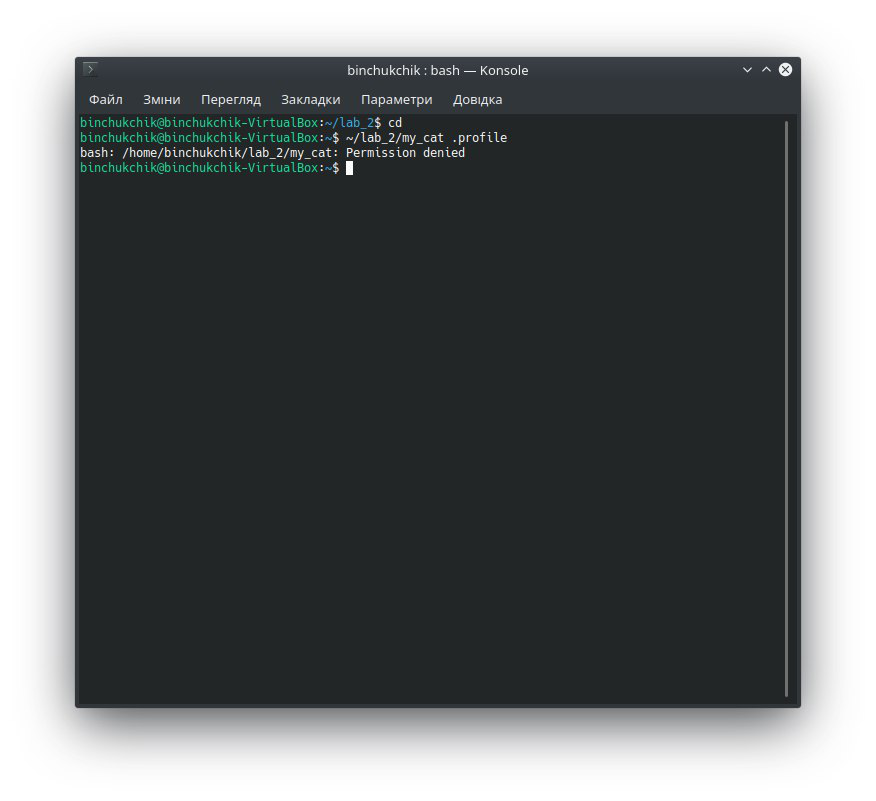 binchukchik : bash — Konsole
Файл Зміни Перегляд Закладки Параметри Довідка
binchukchik@binchukchik-VirtualBox:~/lab_2$ cd
binchukchik@binchukchik-VirtualBox:~$ ~/lab_2/my_cat .profile
bash: /home/binchukchik/lab_2/my_cat: Permission denied
binchukchik@binchukchik-VirtualBox:~$